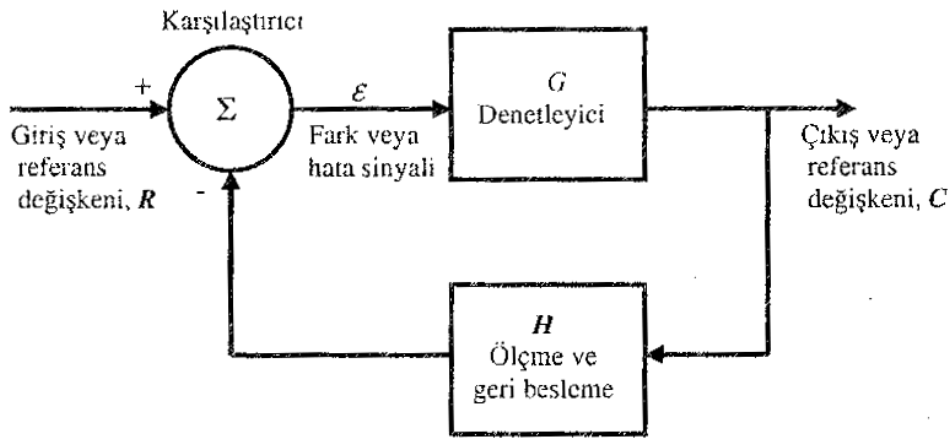 Karşılaştırıcı
+
Σ
ε
G
Denetleyici
Giriş veya
referans
değişkeni, R
-
Fark veya
hata sinyali
Çıkış veya
referans
değişkeni, C
H
Ölçme ve
geri besleme